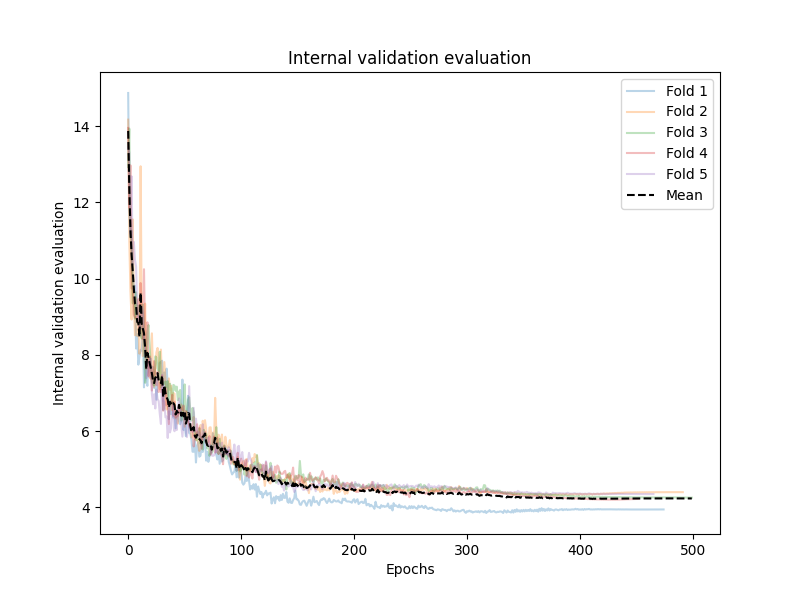 Internal validation evaluation
Internal validation evaluation
14
12
10
8
6
4
0
100
200
300
400
500
Epochs
Fold 1
Fold 2
Fold 3
Fold 4
Fold 5
Mean